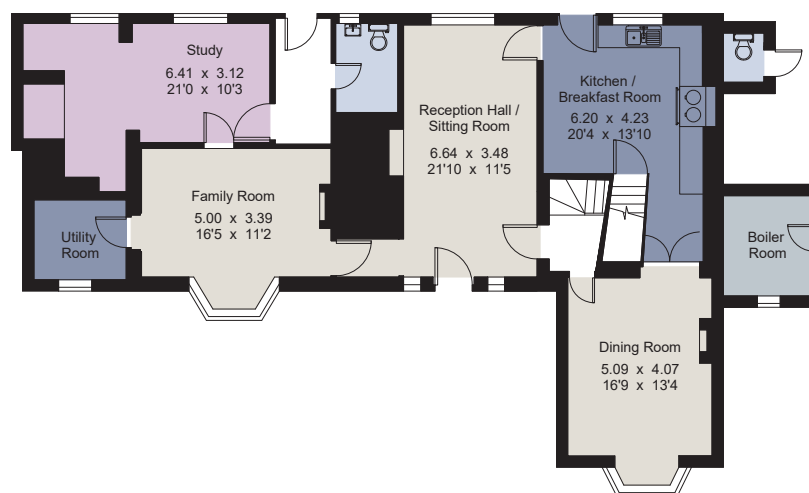 Study
6.41 x 3.12
21'0 x 10'3
Reception Hall /
Sitting Room
6.64 x 3.48
21'10 x 11'5
Kitchen /
Breakfast Room
6.20 x 4.23
20'4 x 13'10
Family Room
5.00 x 3.39
16'5 x 11'2
Utility
Room
Boiler
Room
Dining Room
5.09 x 4.07
16'9 x 13'4